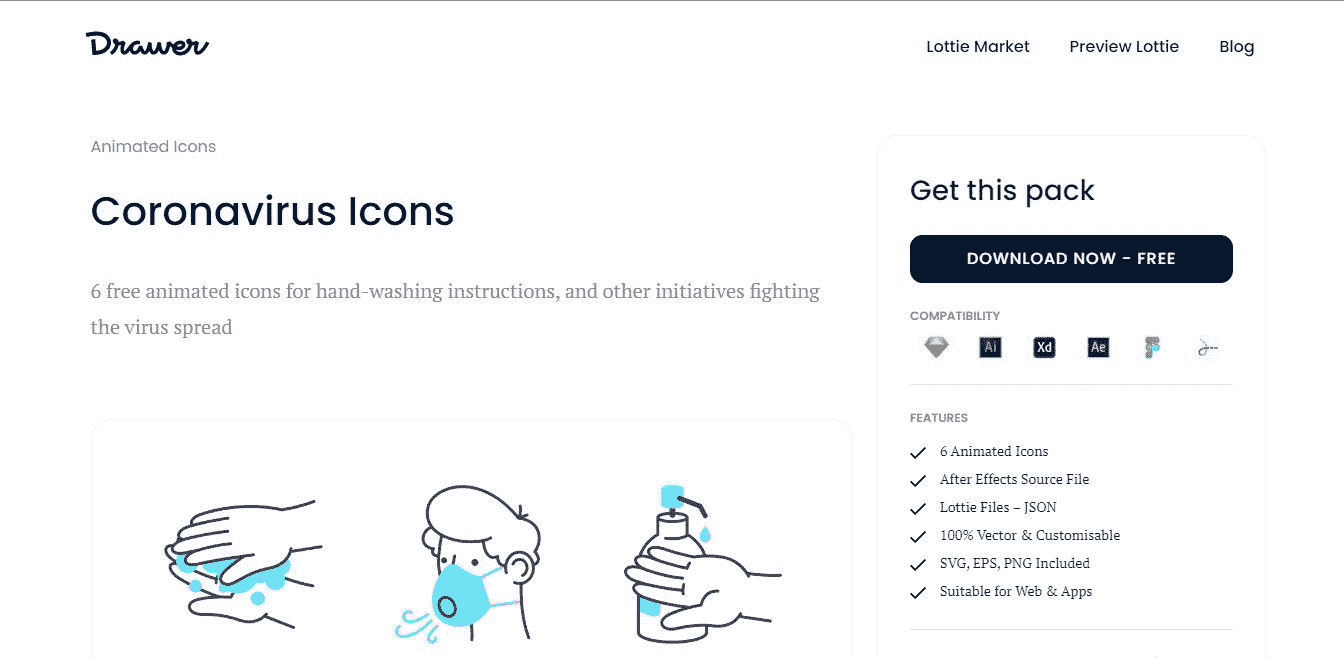 Drawer
Lottie Market
Preview Lottie
Blog
Animated Icons
Coronavirus Icons
6 free animated icons for hand-washing instructions, and other initiatives fighting
the virus spread
Get this pack
DOWNLOAD NOW – FREE
COMPATIBILITY
Ai
Xd
Ae
FEATURES
6 Animated Icons
After Effects Source File
Lottie Files – JSON
100% Vector & Customisable
SVG, EPS, PNG Included
Suitable for Web & Apps